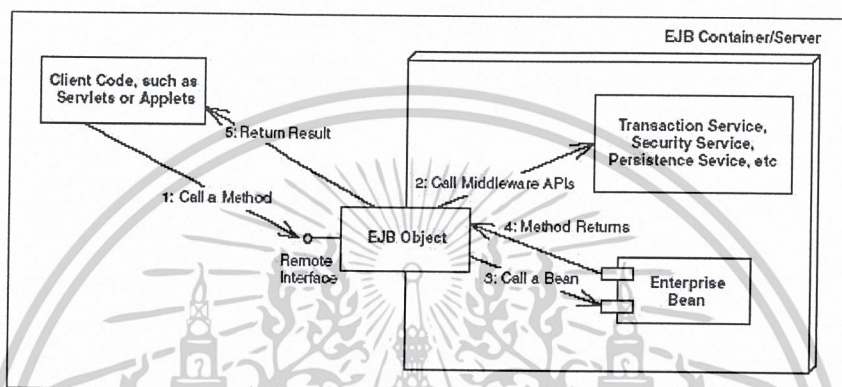 EJB Container/Server
Client Code, such as
Servlets or Applets
5: Return Result
Transaction Service,
Security Service,
Persistence Sevice, etc
2: Call Middleware APIs
1: Call a Method
EJB Object
4: Method Returns
Remote
Interface
3: Call a Bean
Enterprise
Bean